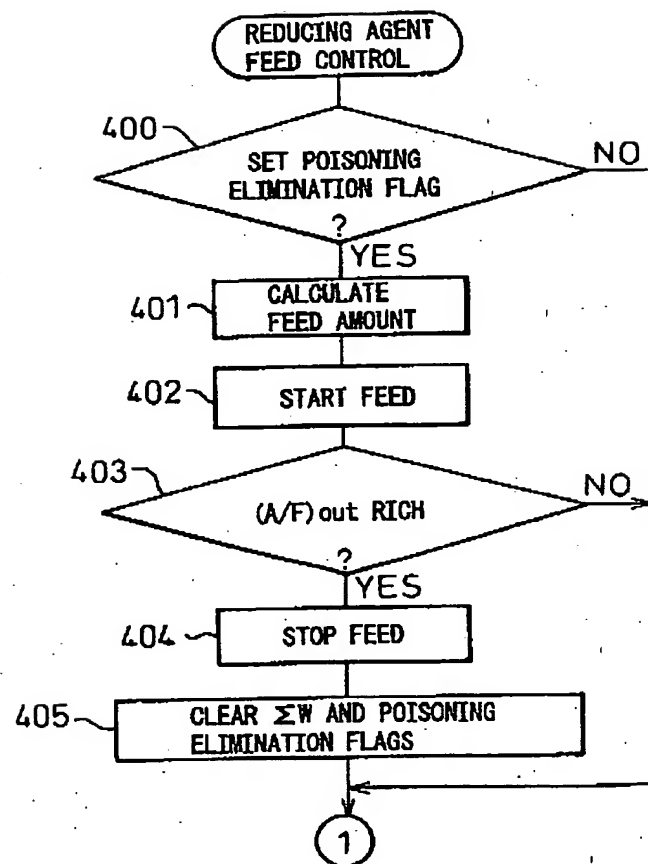 REDUCING AGENT
FEED CONTROL
400
SET POISONING
ELIMINATION FLAG
?
NO
YES
401
CALCULATE
FEED AMOUNT
402
START FEED
403
(A/F)out RICH
?
NO
YES
404
STOP FEED
405
CLEAR ΣW AND POISONING
ELIMINATION FLAGS
1